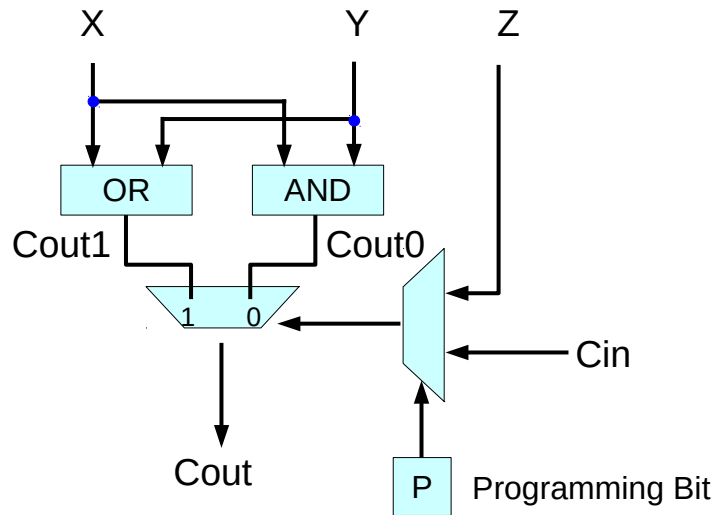 X Y Z
OR AND
Cout1 Cout0
1 0
Cin
Cout
P Programming Bit